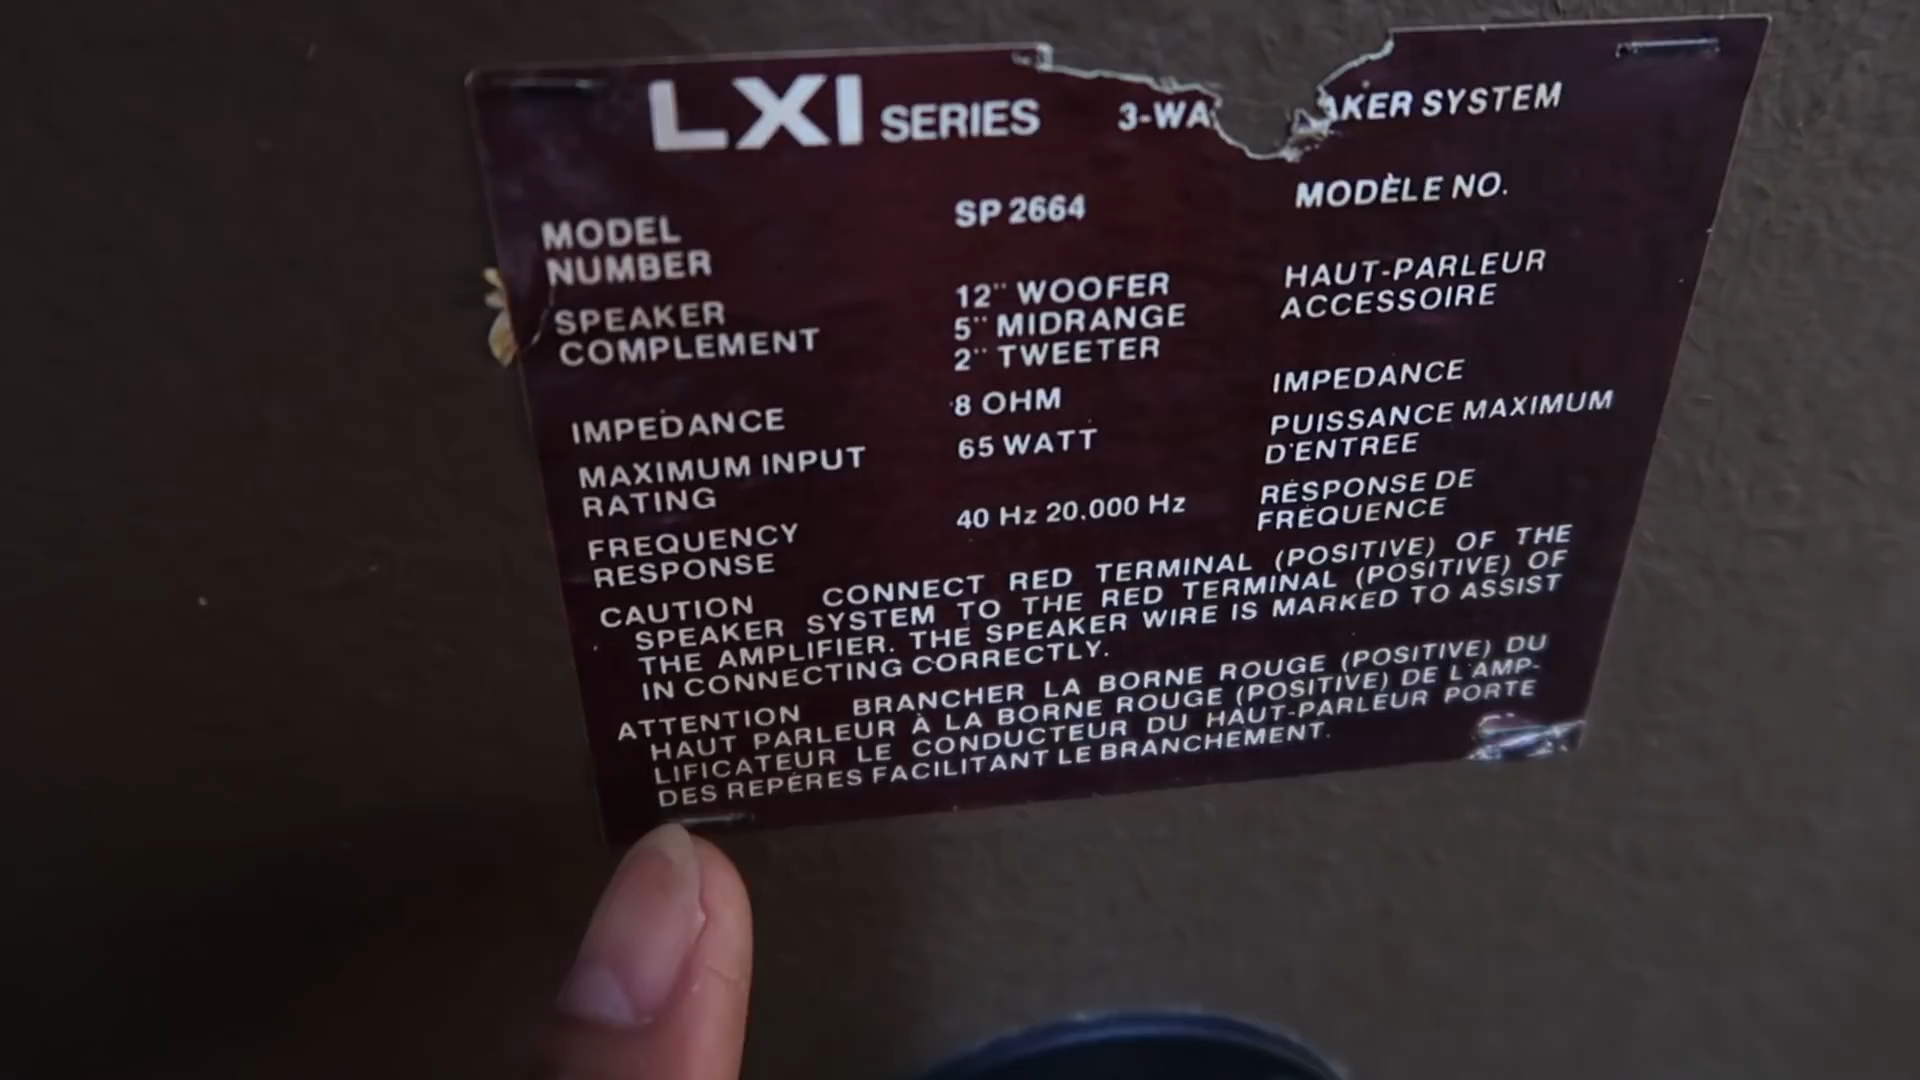 LXI SERIES 3-WA AKER SYSTEM
MODEL NUMBER SP 2664 MODÈLE NO.
SPEAKER COMPLEMENT
12" WOOFER
5" MIDRANGE
2" TWEETER
HAUT-PARLEUR
ACCESSOIRE
IMPEDANCE 8 OHM IMPEDANCE
MAXIMUM INPUT
RATING
65 WATT
PUISSANCE MAXIMUM
D'ENTREE
FREQUENCY
RESPONSE
40 Hz 20.000 Hz
RÉSPONSE DE
FRÉQUENCE
CAUTION CONNECT RED TERMINAL (POSITIVE) OF THE
SPEAKER SYSTEM TO THE RED TERMINAL (POSITIVE) OF
THE AMPLIFIER. THE SPEAKER WIRE IS MARKED TO ASSIST
IN CONNECTING CORRECTLY.
ATTENTION BRANCHER LA BORNE ROUGE (POSITIVE) DU
HAUT PARLEUR À LA BORNE ROUGE (POSITIVE) DE L'AMP-
LIFICATEUR LE CONDUCTEUR DU HAUT-PARLEUR PORTE
DES REPÉRES FACILITANT LE BRANCHEMENT.